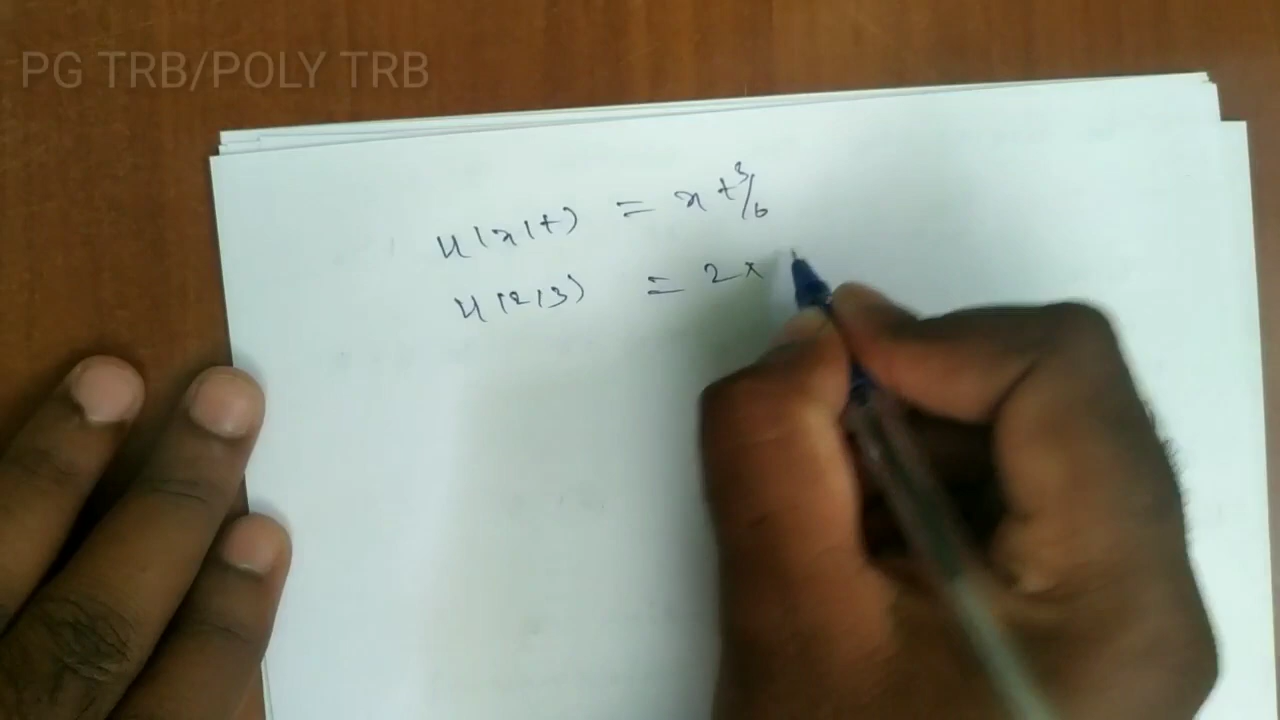 PG TRB/POLY TRB
u(x,t) = x t³/6
u(2,3) = 2 ×